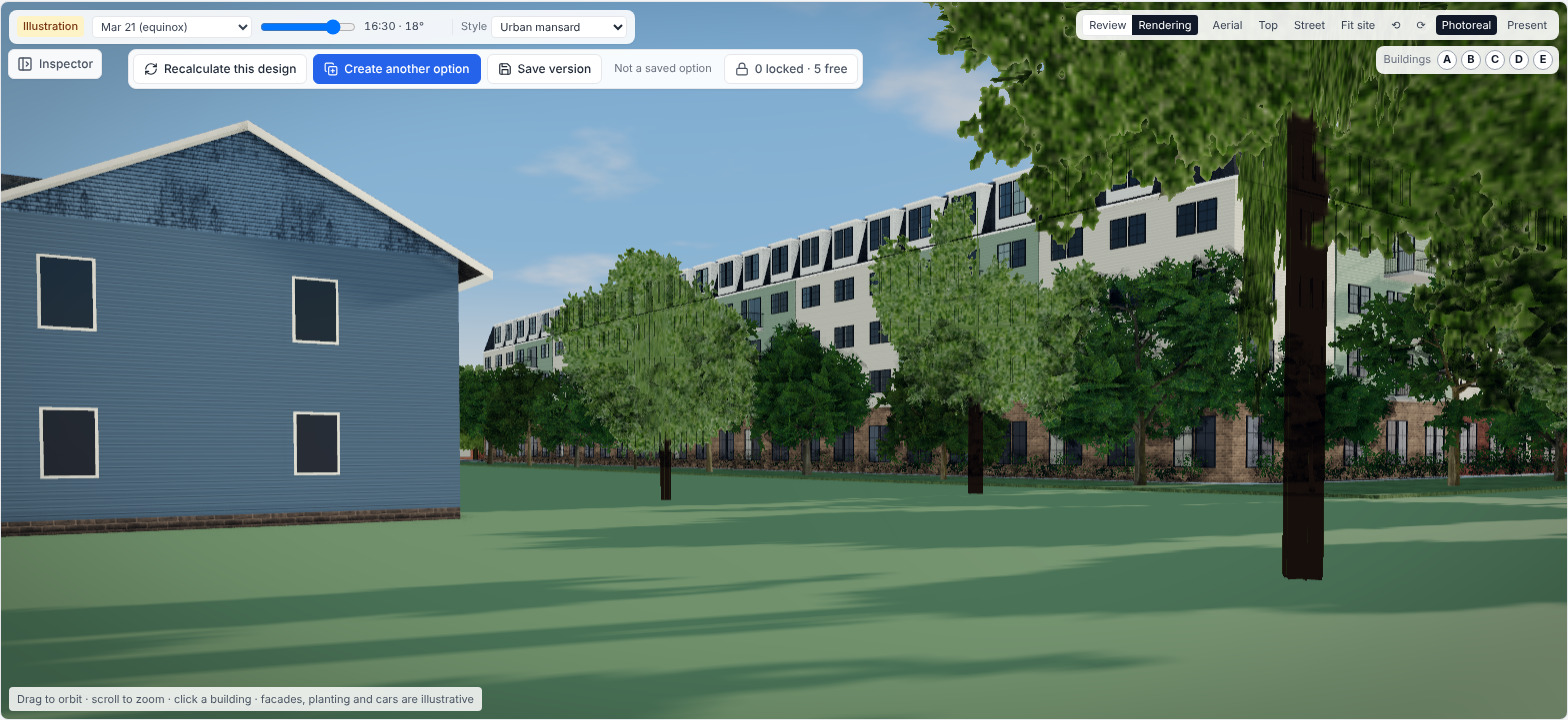 Illustration Mar 21 (equinox) 16:30 · 18° Style Urban mansard
Review Rendering Aerial Top Street Fit site ⟲ ⟳ Photoreal Present
Inspector
Recalculate this design Create another option Save version Not a saved option 0 locked · 5 free
Buildings A B C D E
Drag to orbit · scroll to zoom · click a building · facades, planting and cars are illustrative